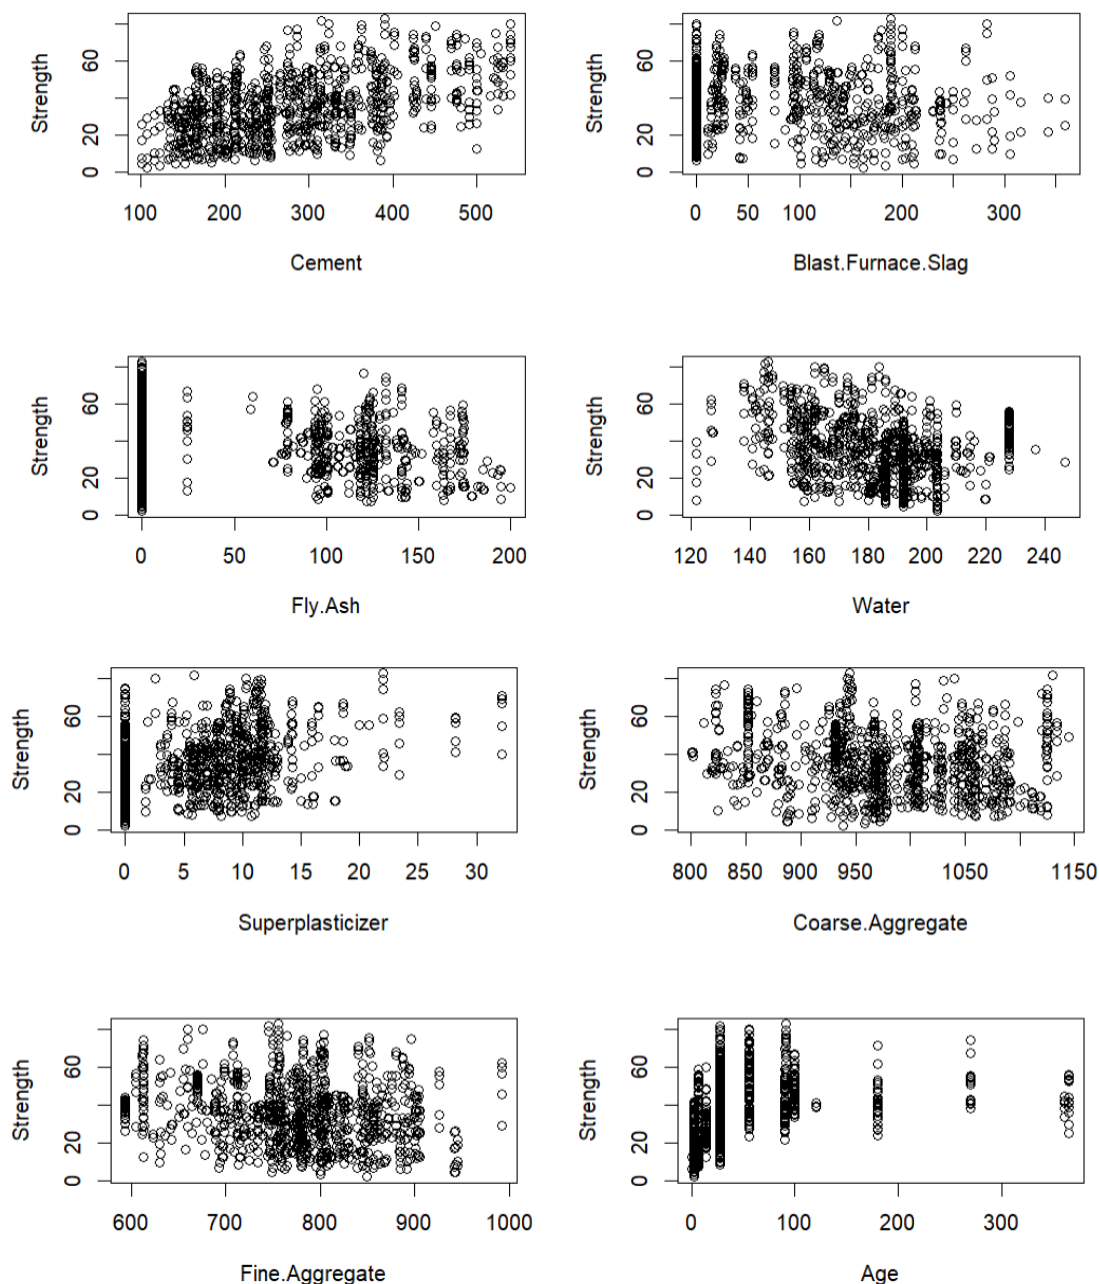 Strength
0 20 60
100 200 300 400 500
Cement
Strength
0 20 60
0 50 100 200 300
Blast.Furnace.Slag
Strength
0 20 60
0 50 100 150 200
Fly.Ash
Strength
0 20 60
120 140 160 180 200 220 240
Water
Strength
0 20 60
0 5 10 15 20 25 30
Superplasticizer
Strength
0 20 60
800 850 900 950 1050 1150
Coarse.Aggregate
Strength
0 20 60
600 700 800 900 1000
Fine.Aggregate
Strength
0 20 60
0 100 200 300
Age